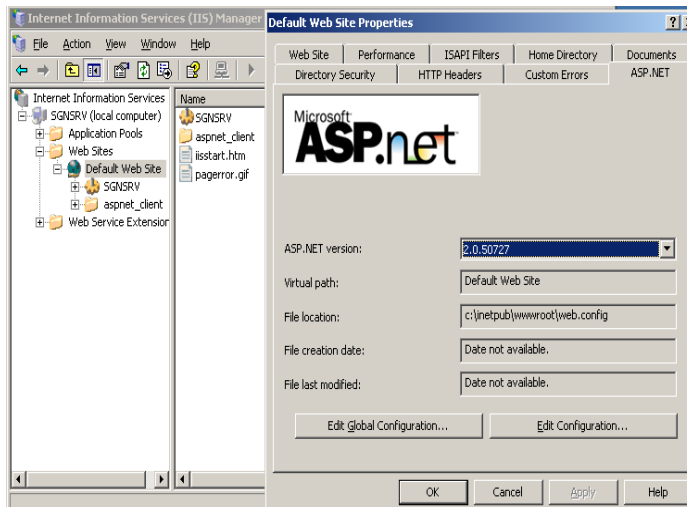 Internet Information Services (IIS) Manager
File Action View Window Help
Internet Information Services
SGNSRV (local computer)
Application Pools
Web Sites
Default Web Site
SGNSRV
aspnet_client
Web Service Extension
Name
SGNSRV
aspnet_client
iisstart.htm
pagerror.gif
Default Web Site Properties
Web Site Performance ISAPI Filters Home Directory Documents
Directory Security HTTP Headers Custom Errors ASP.NET
Microsoft
ASP.net
ASP.NET version: 2.0.50727
Virtual path: Default Web Site
File location: c:\inetpub\wwwroot\web.config
File creation date: Date not available.
File last modified: Date not available.
Edit Global Configuration... Edit Configuration...
OK Cancel Apply Help